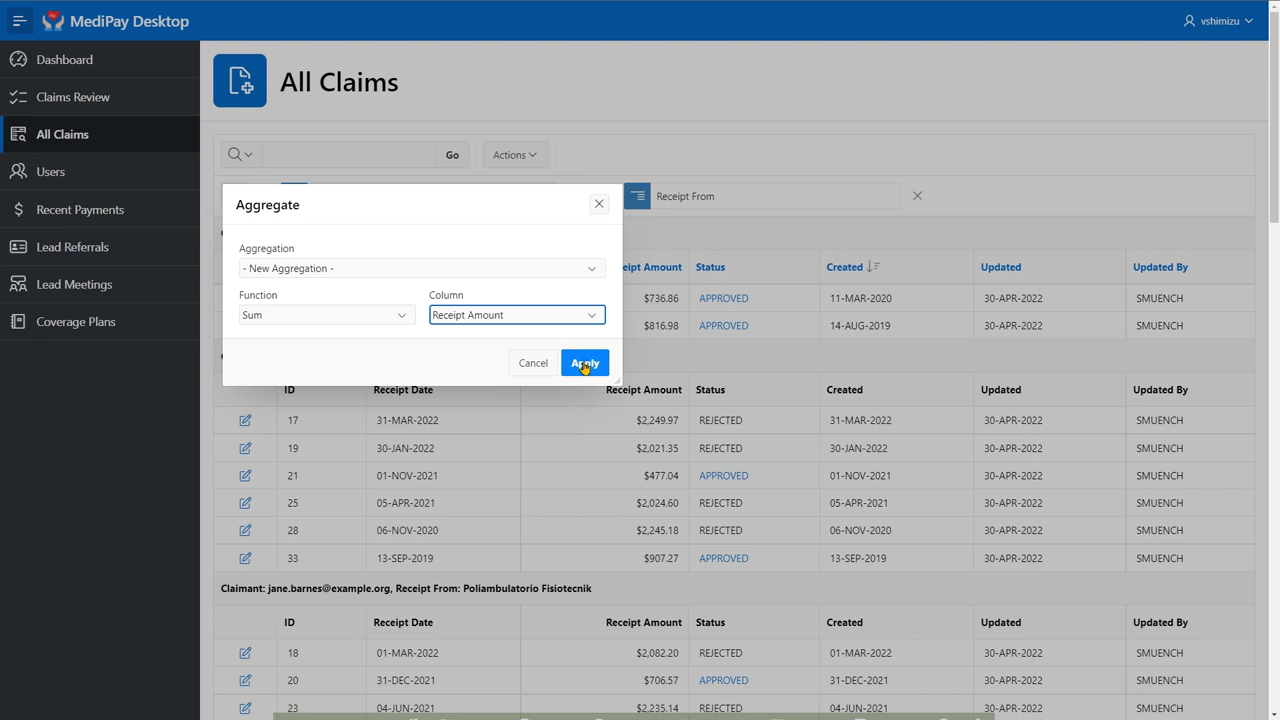 MediPay Desktop
vshimizu
Dashboard
Claims Review
All Claims
Users
Recent Payments
Lead Referrals
Lead Meetings
Coverage Plans
All Claims
Go
Actions
Receipt From
Aggregate
Aggregation
- New Aggregation -
Function Column
Sum Receipt Amount
Cancel Apply
Amount Status Created Updated Updated By
$736.86 APPROVED 11-MAR-2020 30-APR-2022 SMUENCH
$816.98 APPROVED 14-AUG-2019 30-APR-2022 SMUENCH
ID Receipt Date Receipt Amount Status Created Updated Updated By
17 31-MAR-2022 $2,249.97 REJECTED 31-MAR-2022 30-APR-2022 SMUENCH
19 30-JAN-2022 $2,021.35 REJECTED 30-JAN-2022 30-APR-2022 SMUENCH
21 01-NOV-2021 $477.04 APPROVED 01-NOV-2021 30-APR-2022 SMUENCH
25 05-APR-2021 $2,024.60 REJECTED 05-APR-2021 30-APR-2022 SMUENCH
28 06-NOV-2020 $2,245.18 REJECTED 06-NOV-2020 30-APR-2022 SMUENCH
33 13-SEP-2019 $907.27 APPROVED 13-SEP-2019 30-APR-2022 SMUENCH
Claimant: jane.barnes@example.org, Receipt From: Poliambulatorio Fisiotecnik
ID Receipt Date Receipt Amount Status Created Updated Updated By
18 01-MAR-2022 $2,082.20 REJECTED 01-MAR-2022 30-APR-2022 SMUENCH
20 31-DEC-2021 $706.57 APPROVED 31-DEC-2021 30-APR-2022 SMUENCH
23 04-JUN-2021 $2,235.14 REJECTED 04-JUN-2021 30-APR-2022 SMUENCH